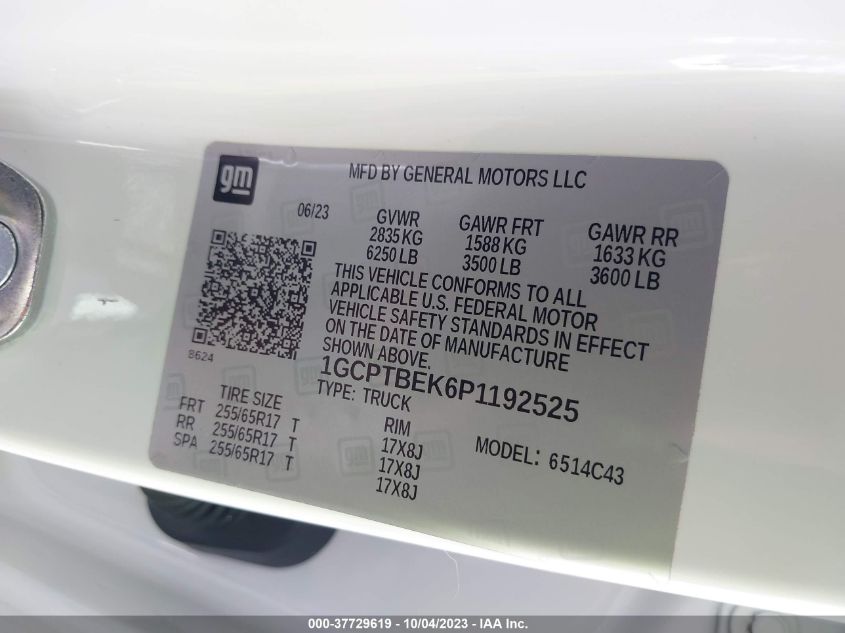 gm
MFD BY GENERAL MOTORS LLC
06/23
GVWR GAWR FRT GAWR RR
2835 KG 1588 KG 1633 KG
6250 LB 3500 LB 3600 LB
THIS VEHICLE CONFORMS TO ALL
APPLICABLE U.S. FEDERAL MOTOR
VEHICLE SAFETY STANDARDS IN EFFECT
ON THE DATE OF MANUFACTURE
SHOWN ABOVE.
8624
1GCPTBEK6P1192525
TYPE: TRUCK
TIRE SIZE RIM
FRT 255/65R17 T 17X8J
RR 255/65R17 T 17X8J
SPA 255/65R17 T 17X8J
MODEL: 6514C43
000-37729619 - 10/04/2023 - IAA Inc.